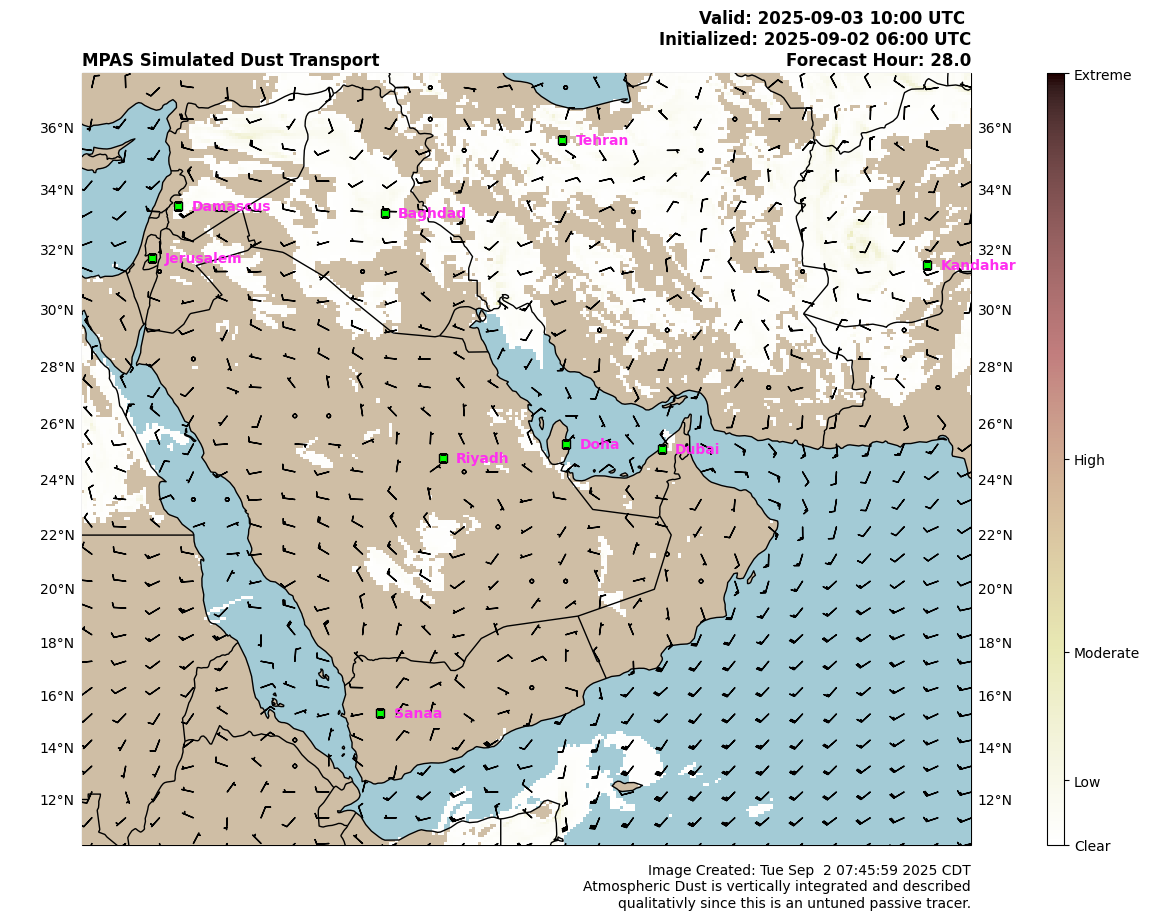 Valid: 2025-09-03 10:00 UTC
Initialized: 2025-09-02 06:00 UTC
MPAS Simulated Dust Transport Forecast Hour: 28.0
Extreme
36°N Tehran 36°N
34°N Damascus Baghdad 34°N
32°N Jerusalem 32°N
Kandahar
30°N 30°N
28°N 28°N
26°N 26°N
Doha Dubai
Riyadh High
24°N 24°N
22°N 22°N
20°N 20°N
18°N 18°N
Moderate
16°N 16°N
Sanaa
14°N 14°N
Low
12°N 12°N
Clear
Image Created: Tue Sep  2 07:45:59 2025 CDT
Atmospheric Dust is vertically integrated and described
qualitativly since this is an untuned passive tracer.